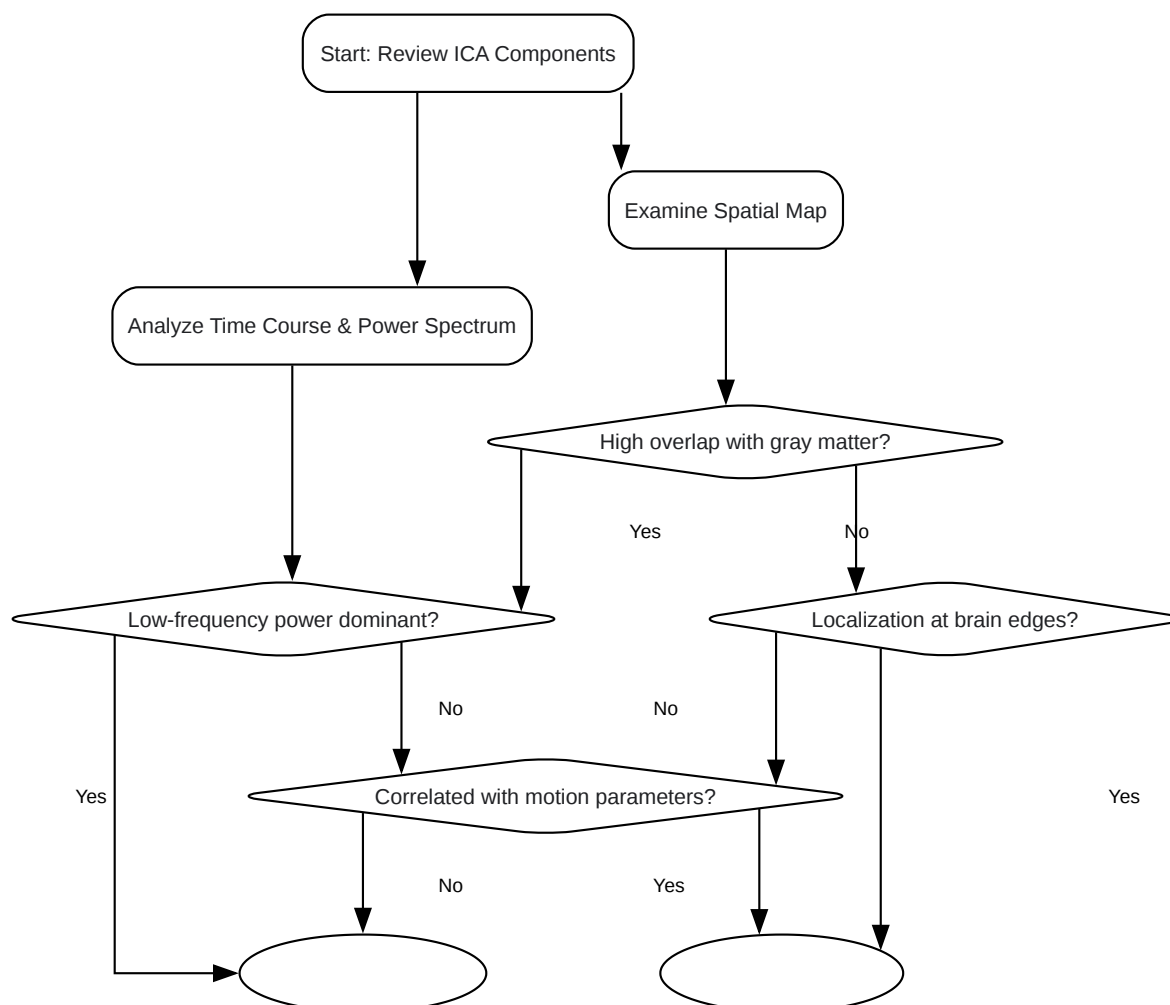 Start: Review ICA Components
Examine Spatial Map
Analyze Time Course & Power Spectrum
High overlap with gray matter?
Yes
No
Low-frequency power dominant?
Localization at brain edges?
No
No
Yes
Correlated with motion parameters?
Yes
No
Yes